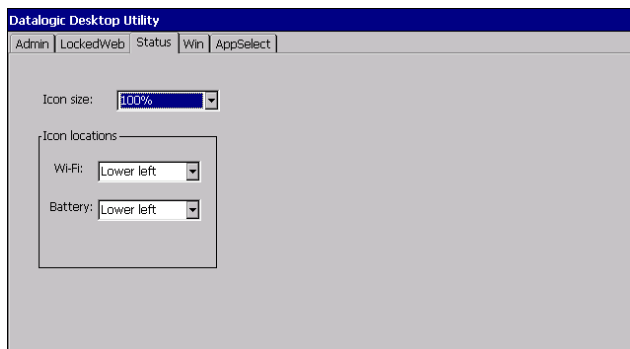 Datalogic Desktop Utility
Admin LockedWeb Status Win AppSelect
Icon size: 100%
Icon locations
Wi-Fi: Lower left
Battery: Lower left